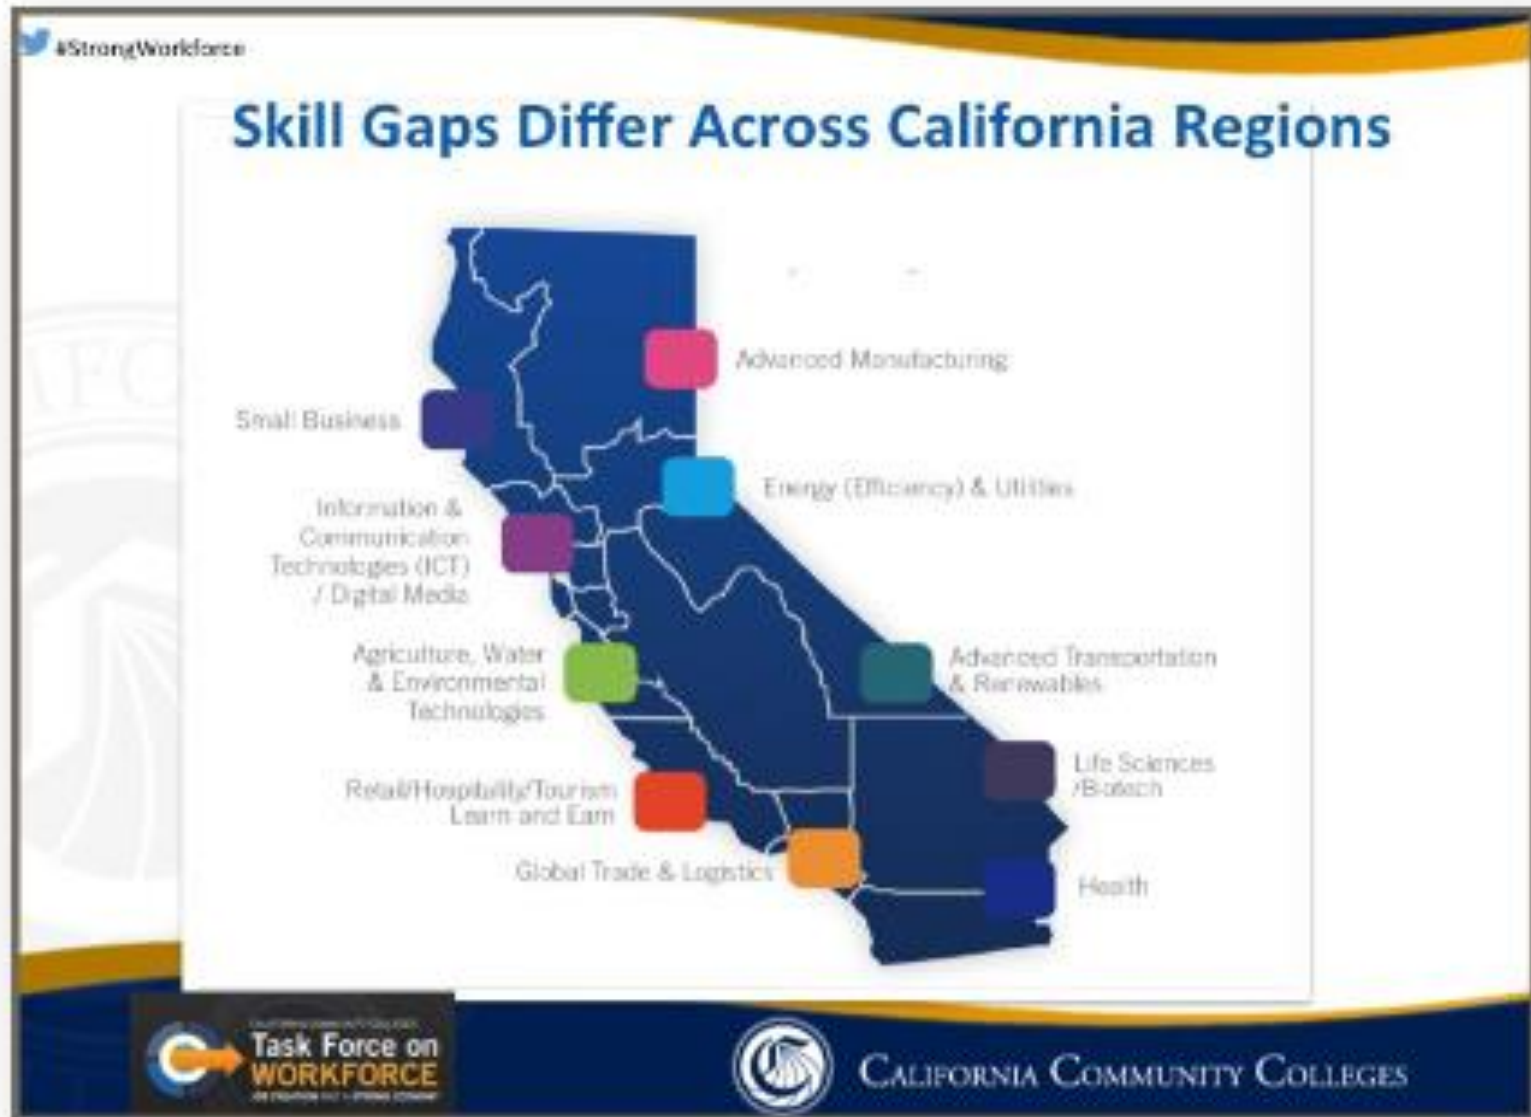 #StrongWorkforce
Skill Gaps Differ Across California Regions
Advanced Manufacturing
Small Business
Energy (Efficiency) & Utilities
Information &
Communication
Technologies (ICT)
/ Digital Media
Agriculture, Water
& Environmental
Technologies
Advanced Transportation
& Renewables
Life Sciences
/Biotech
Retail/Hospitality/Tourism
Learn and Earn
Global Trade & Logistics
Health
Task Force on
WORKFORCE
CALIFORNIA COMMUNITY COLLEGES